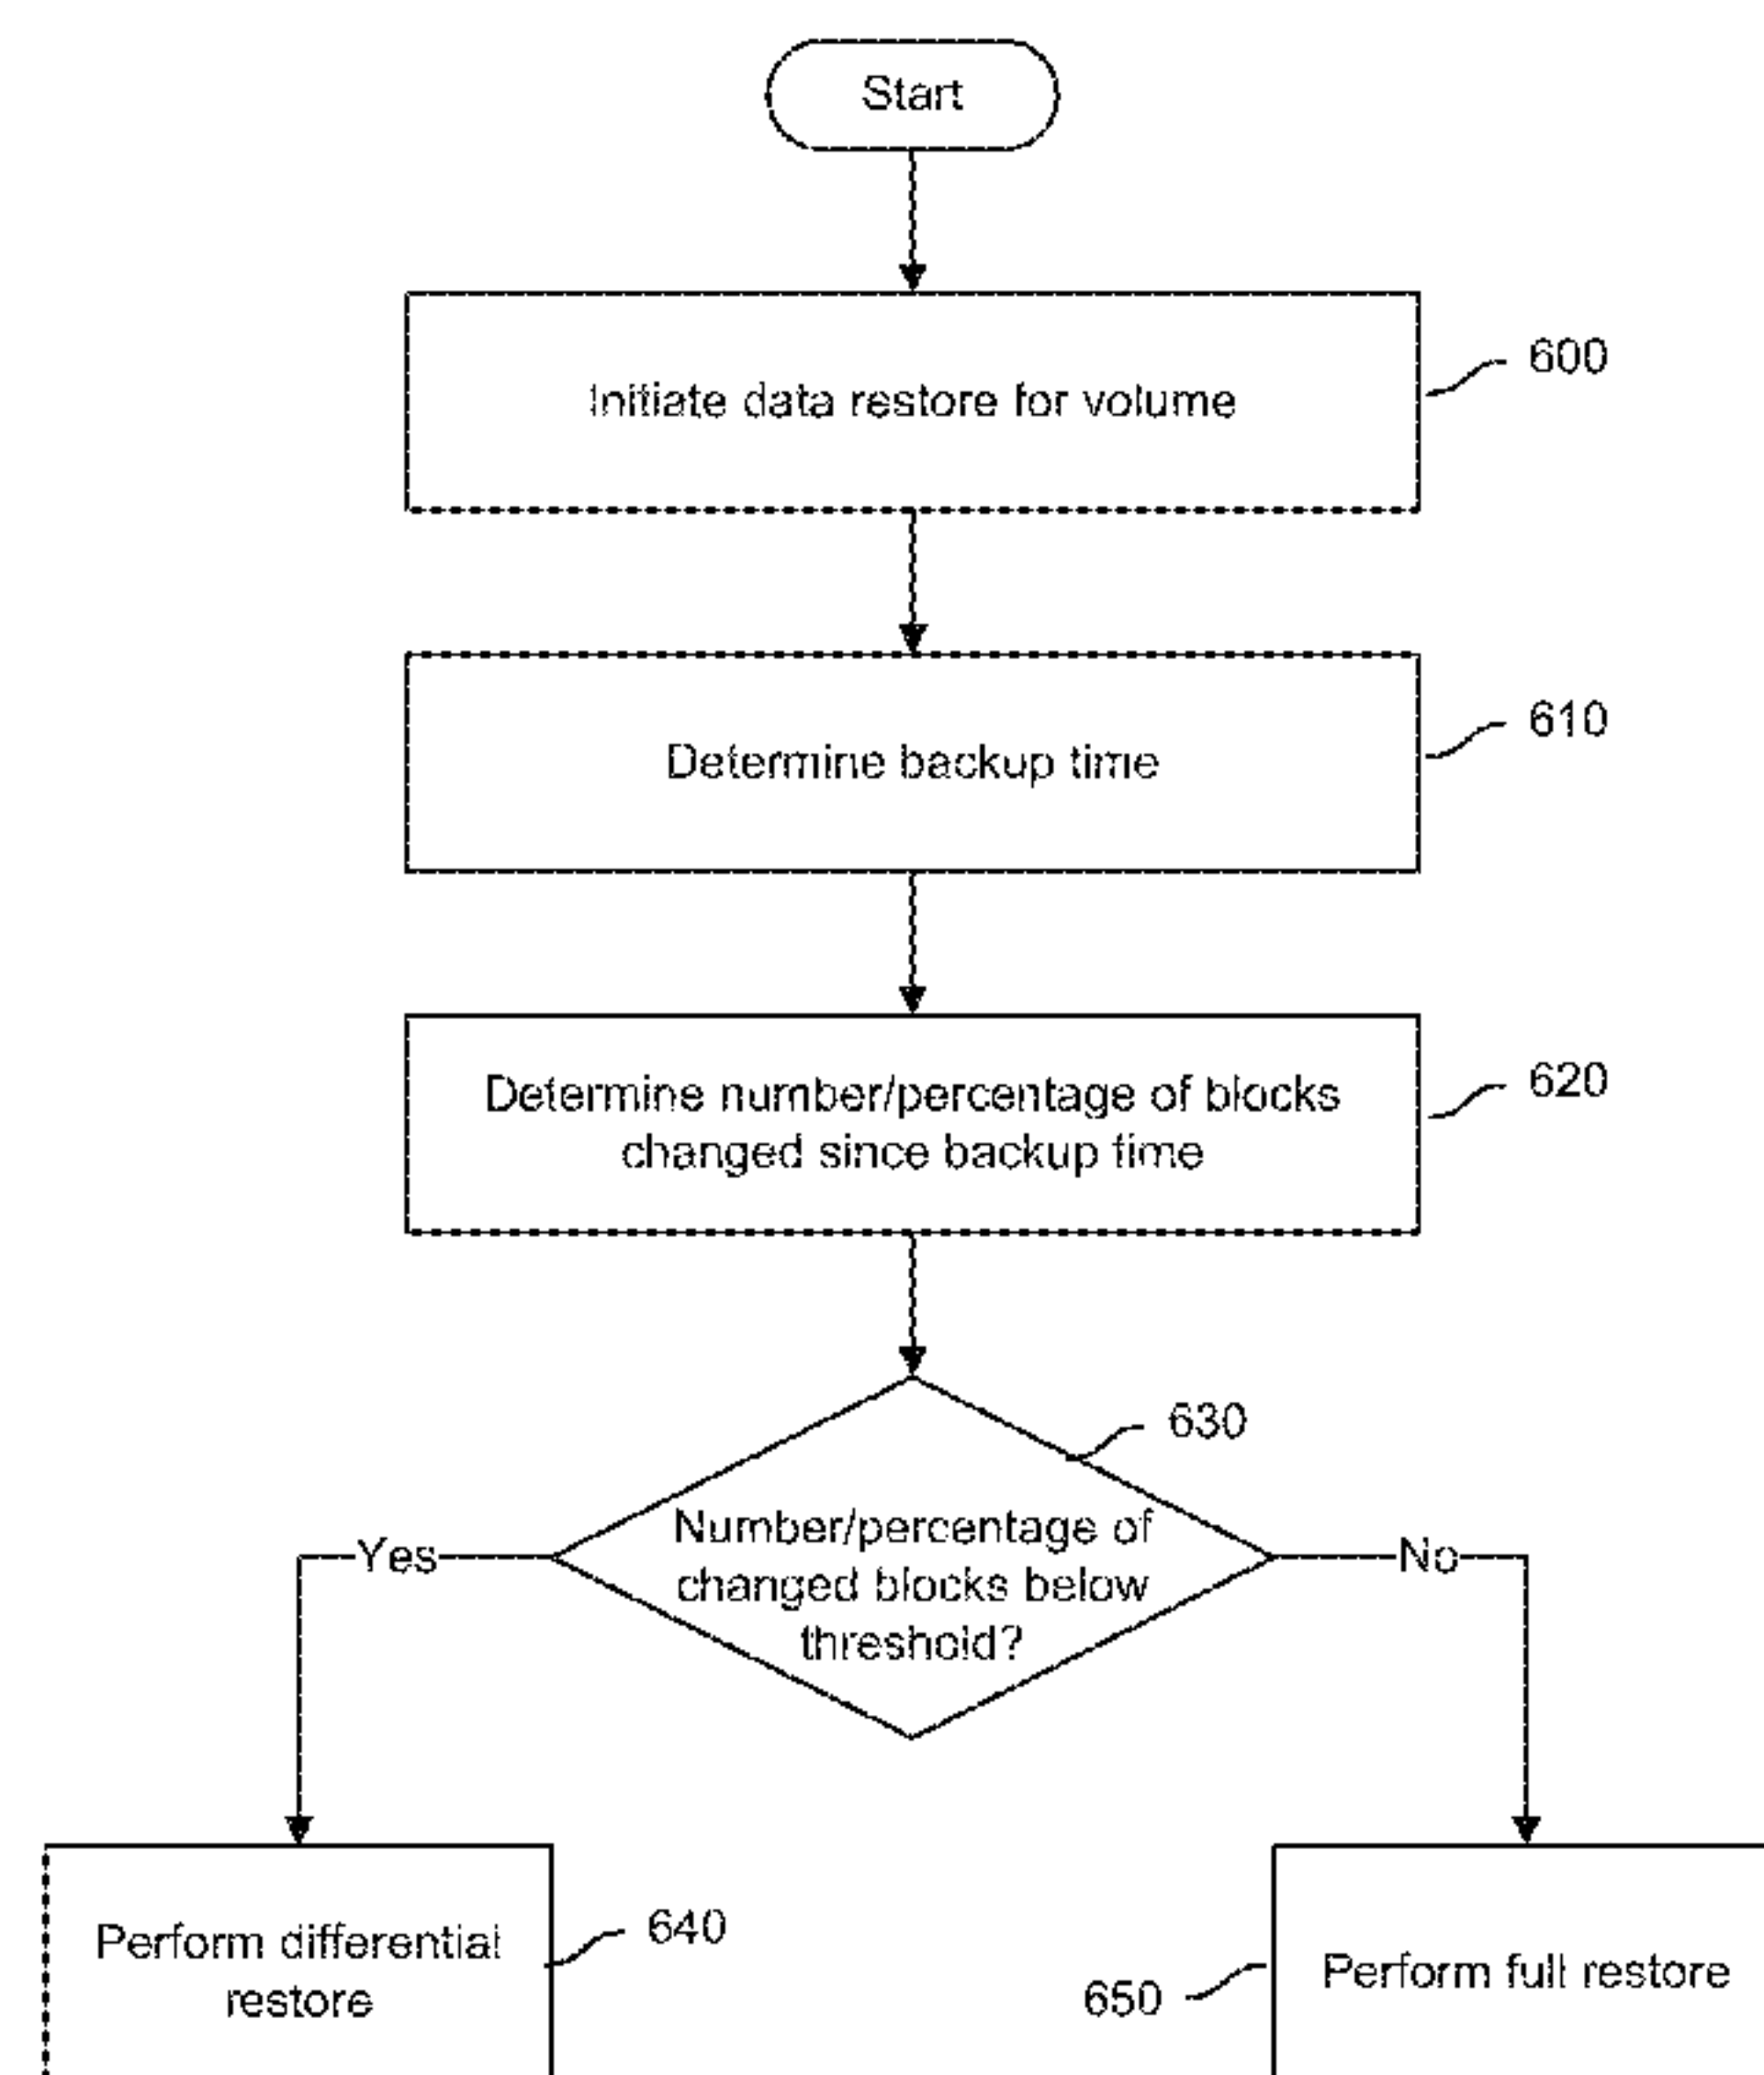 Start
Initiate data restore for volume
600
Determine backup time
610
Determine number/percentage of blocks
changed since backup time
620
630
Number/percentage of
changed blocks below
threshold?
Yes
No
Perform differential
restore
640
650
Perform full restore